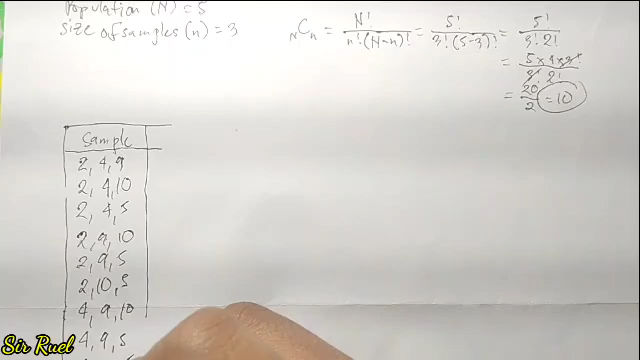 Population (N) = 5
size of samples (n) = 3
NCn = N! / n!(N-n)! = 5! / 3!(5-3)! = 5! / 3! 2!
= 5 x 4 x 3! / 3! 2!
= 20 / 2 = 10
Sample
2, 4, 9
2, 4, 10
2, 4, 5
2, 9, 10
2, 9, 5
2, 10, 5
4, 9, 10
4, 9, 5
Sir Ruel